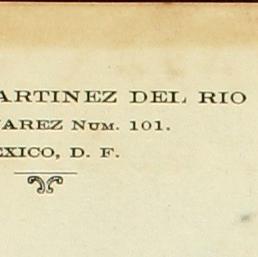 ARTINEZ DEL RIO
AREZ NUM. 101.
EXICO, D. F.